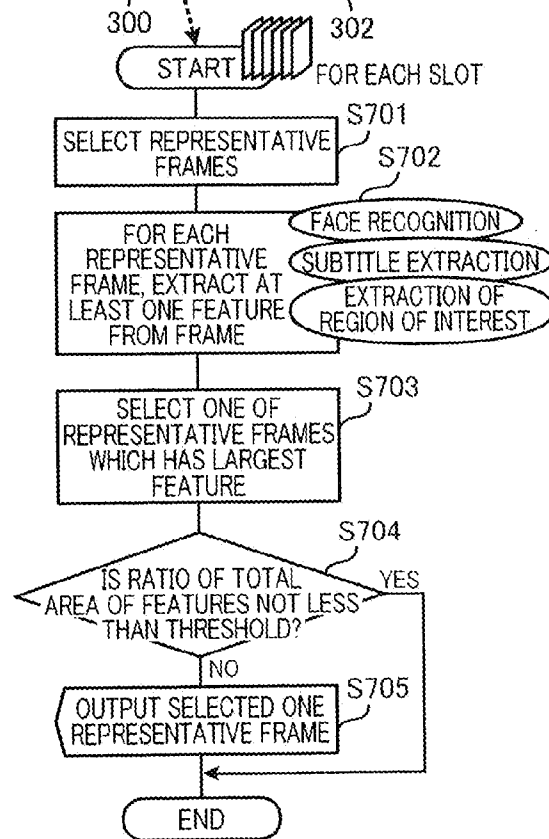 300
302
START
FOR EACH SLOT
S701
SELECT REPRESENTATIVE
FRAMES
S702
FOR EACH
REPRESENTATIVE
FRAME, EXTRACT AT
LEAST ONE FEATURE
FROM FRAME
FACE RECOGNITION
SUBTITLE EXTRACTION
EXTRACTION OF
REGION OF INTEREST
S703
SELECT ONE OF
REPRESENTATIVE FRAMES
WHICH HAS LARGEST
FEATURE
S704
IS RATIO OF TOTAL
AREA OF FEATURES NOT LESS
THAN THRESHOLD?
YES
NO
S705
OUTPUT SELECTED ONE
REPRESENTATIVE FRAME
END